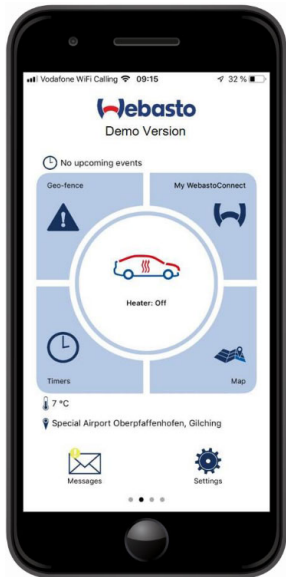 Vodafone WiFi Calling 09:15 32 %
Webasto
Demo Version
No upcoming events
Geo-fence
My WebastoConnect
Heater: Off
Timers
Map
7 °C
Special Airport Oberpfaffenhofen, Gilching
Messages
Settings